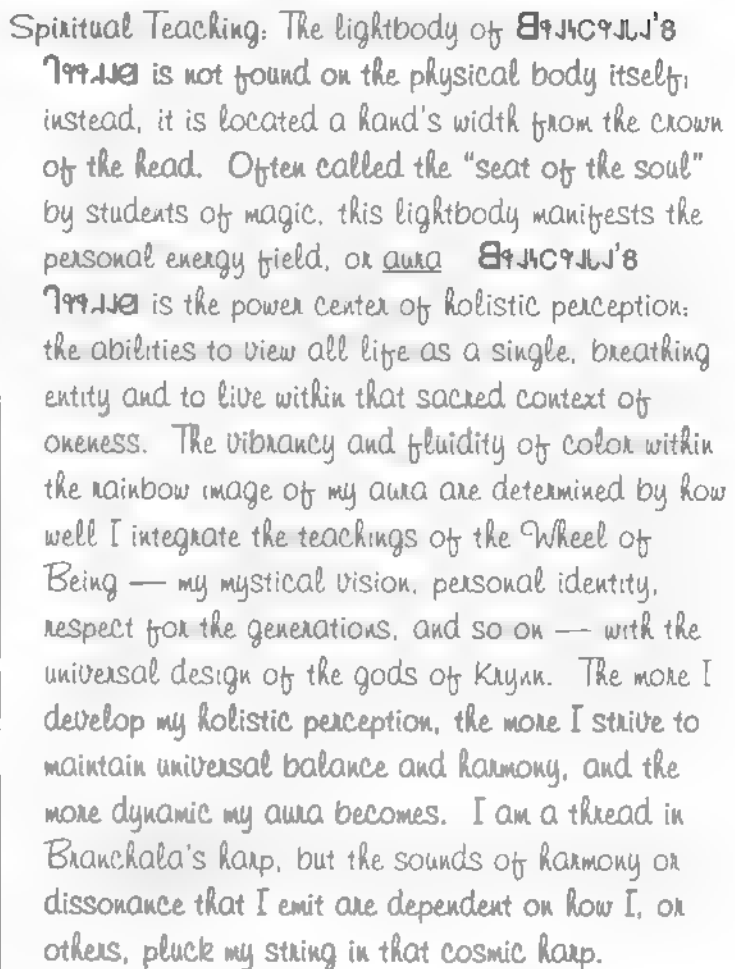 Spiritual Teaching: The lightbody of
is not found on the physical body itself;
instead, it is located a hand's width from the crown
of the head. Often called the "seat of the soul"
by students of magic, this lightbody manifests the
personal energy field, or aura
is the power center of holistic perception:
the abilities to view all life as a single, breathing
entity and to live within that sacred context of
oneness. The vibrancy and fluidity of color within
the rainbow image of my aura are determined by how
well I integrate the teachings of the Wheel of
Being — my mystical vision, personal identity,
respect for the generations, and so on — with the
universal design of the gods of Krynn. The more I
develop my holistic perception, the more I strive to
maintain universal balance and harmony, and the
more dynamic my aura becomes. I am a thread in
Branchala's harp, but the sounds of harmony or
dissonance that I emit are dependent on how I, or
others, pluck my string in that cosmic harp.